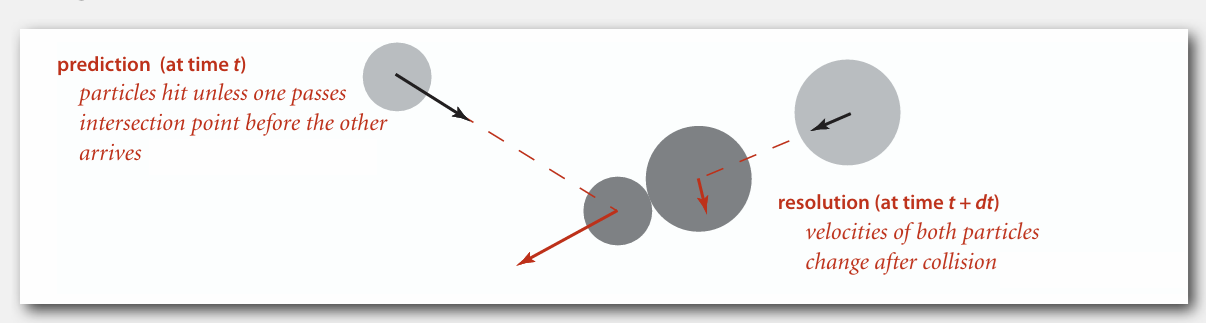 prediction (at time t)
particles hit unless one passes
intersection point before the other
arrives
resolution (at time t + dt)
velocities of both particles
change after collision